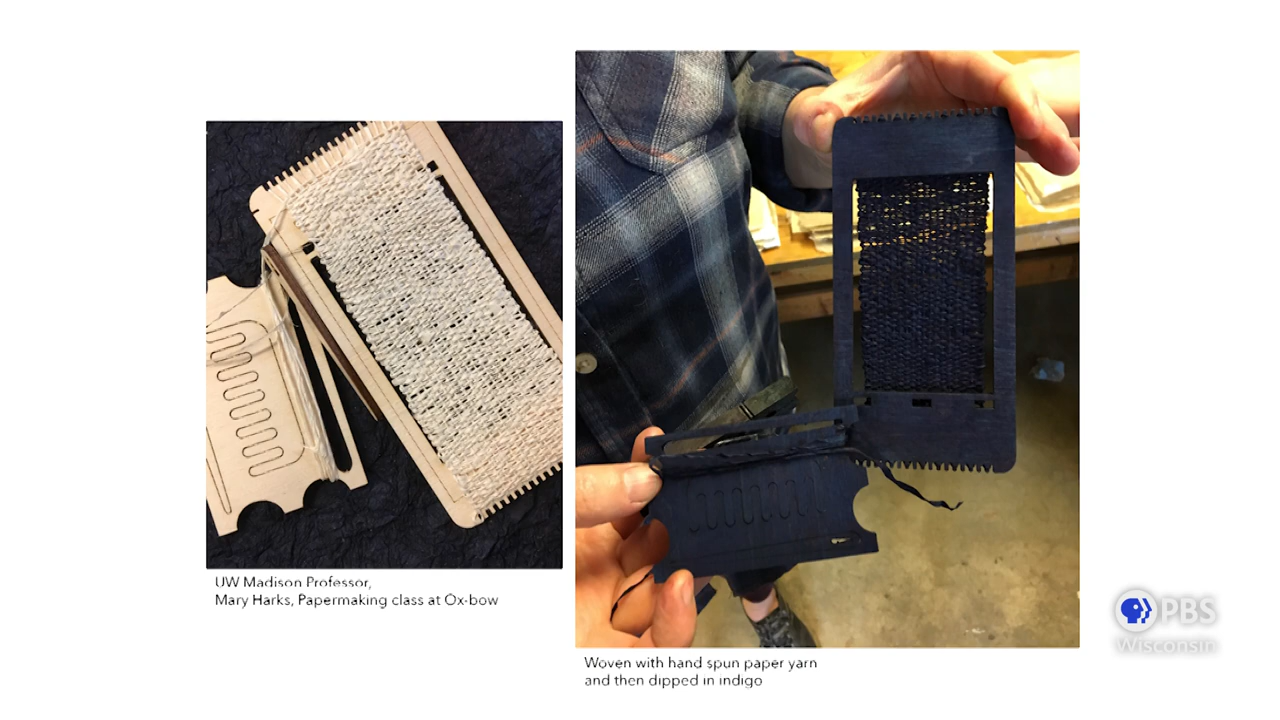 UW Madison Professor,
Mary Harks, Papermaking class at Ox-bow
Woven with hand spun paper yarn
and then dipped in indigo
PBS
Wisconsin